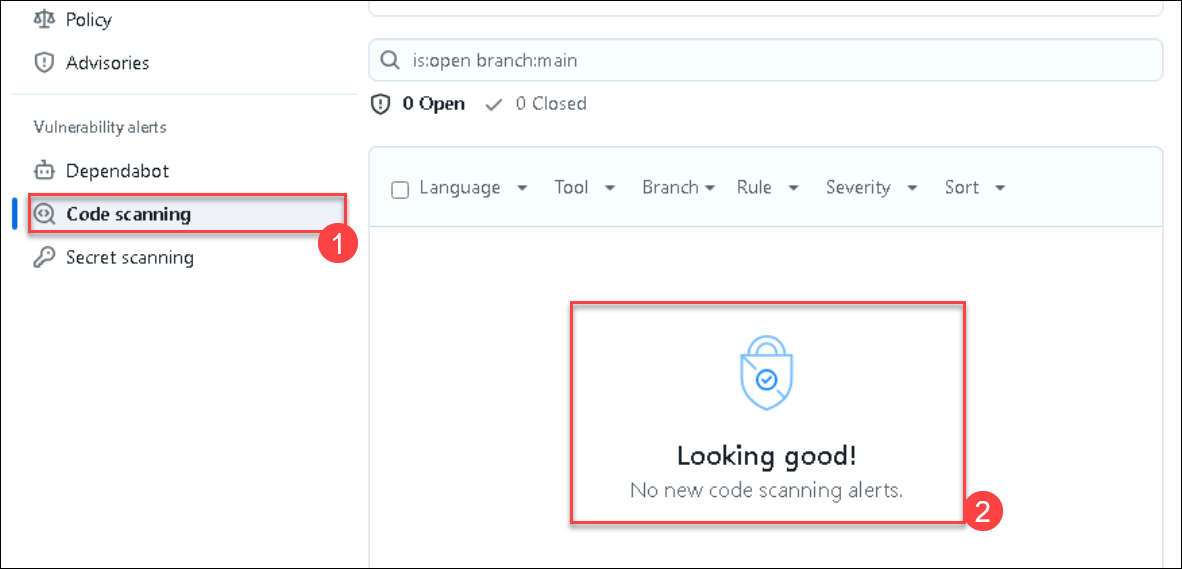 Policy
Advisories
Vulnerability alerts
Dependabot
Code scanning
1
Secret scanning
is:open branch:main
0 Open 0 Closed
Language Tool Branch Rule Severity Sort
Looking good!
No new code scanning alerts.
2